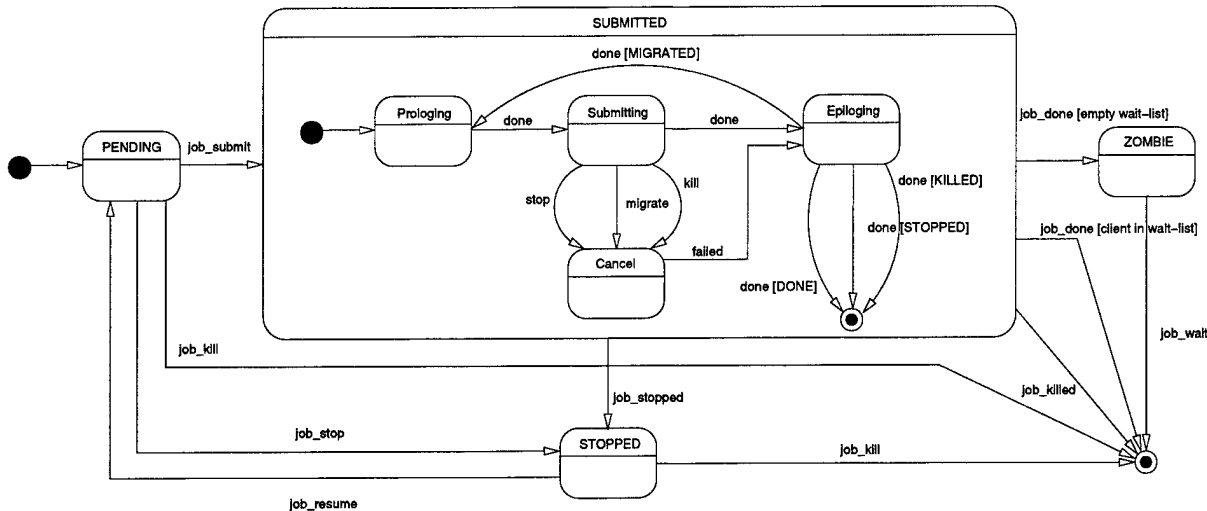 SUBMITTED
done [MIGRATED]
Prologing
Submitting
Epiloging
done
done
job_done [empty wait-list]
PENDING
job_submit
ZOMBIE
stop
migrate
kill
done [KILLED]
done [STOPPED]
job_done [client in wait-list]
failed
Cancel
done [DONE]
job_wait
job_kill
job_killed
job_stopped
job_stop
STOPPED
job_kill
job_resume